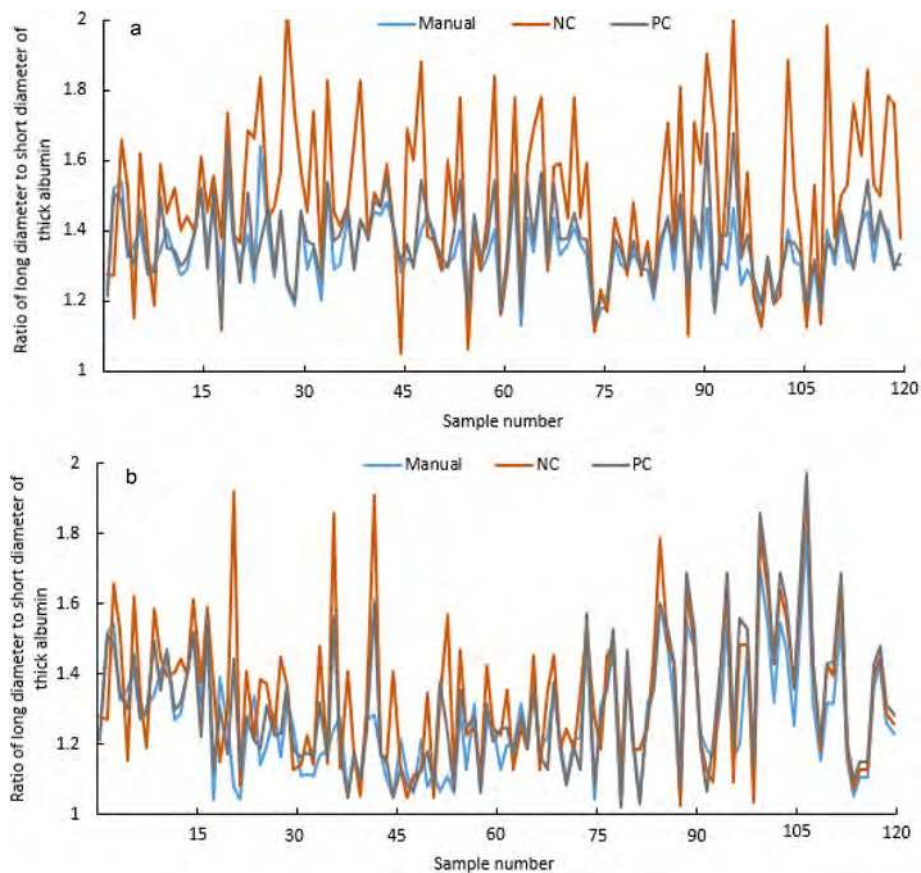 a
Manual NC PC
2
1.8
1.6
1.4
1.2
1
Ratio of long diameter to short diameter of
thick albumin
15 30 45 60 75 90 105 120
Sample number
b
Manual NC PC
2
1.8
1.6
1.4
1.2
1
Ratio of long diameter to short diameter of
thick albumin
15 30 45 60 75 90 105 120
Sample number